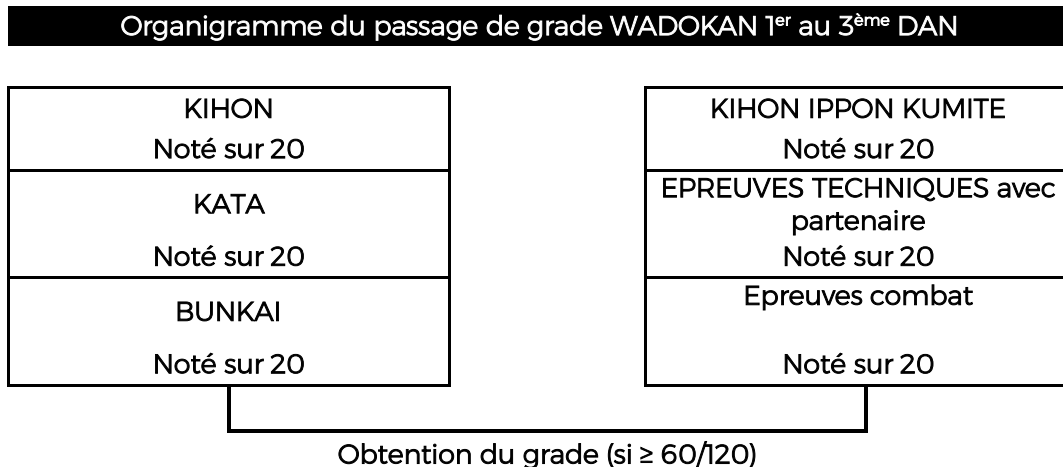 Organigramme du passage de grade WADOKAN 1er au 3ème DAN
KIHON
Noté sur 20
KATA
Noté sur 20
BUNKAI
Noté sur 20
KIHON IPPON KUMITE
Noté sur 20
EPREUVES TECHNIQUES avec
partenaire
Noté sur 20
Epreuves combat
Noté sur 20
Obtention du grade (si ≥ 60/120)